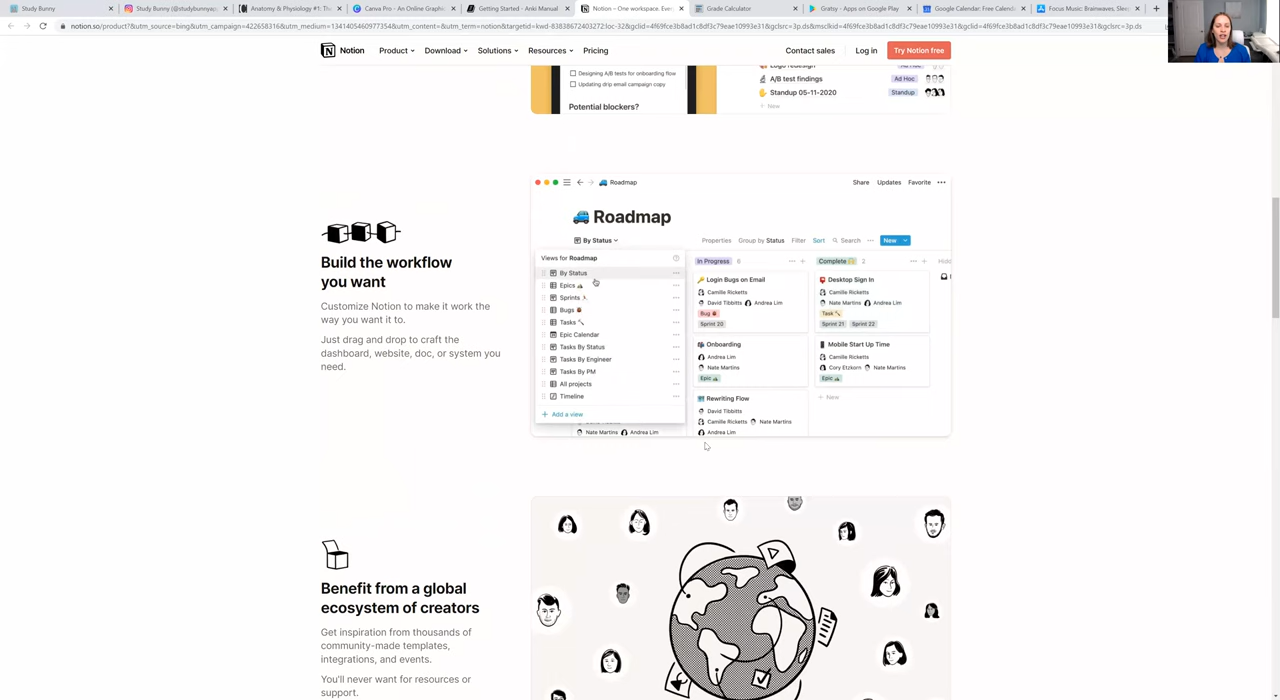 Study Bunny
Study Bunny (@studybunnya
Anatomy & Physiology #1: Th
Canva Pro - An Online Graphi
Getting Started - Anki Manual
Notion – One workspace. Ever
Grade Calculator
Gratsy - Apps on Google Play
Google Calendar: Free Calend
Focus Music: Brainwaves, Slee
Notion
Product
Download
Solutions
Resources
Pricing
Contact sales
Log in
Try Notion free
Designing A/B tests for onboarding flow
Updating drip email campaign copy
Potential blockers?
Logo redesign
Ad Hoc
A/B test findings
Ad Hoc
Standup 05-11-2020
Standup
+ New
Build the workflow
you want
Customize Notion to make it work the
way you want it to.
Just drag and drop to craft the
dashboard, website, doc, or system you
need.
Roadmap
Share
Updates
Favorite
Roadmap
By Status
Properties
Group by Status
Filter
Sort
Search
New
Views for Roadmap
By Status
Epics
Sprints
Bugs
Tasks
Epic Calendar
Tasks By Status
Tasks By Engineer
Tasks By PM
All projects
Timeline
+ Add a view
Nate Martins Andrea Lim
In Progress 6
Login Bugs on Email
Camille Ricketts
David Tibbitts Andrea Lim
Bug
Sprint 20
Onboarding
Andrea Lim
Nate Martins
Epic
Rewriting Flow
David Tibbitts
Camille Ricketts Nate Martins
Andrea Lim
Complete 2
Desktop Sign In
Camille Ricketts
Nate Martins Andrea Lim
Task
Sprint 21 Sprint 22
Mobile Start Up Time
Camille Ricketts
Cory Etzkorn Nate Martins
Epic
+ New
Benefit from a global
ecosystem of creators
Get inspiration from thousands of
community-made templates,
integrations, and events.
You'll never want for resources or
support.